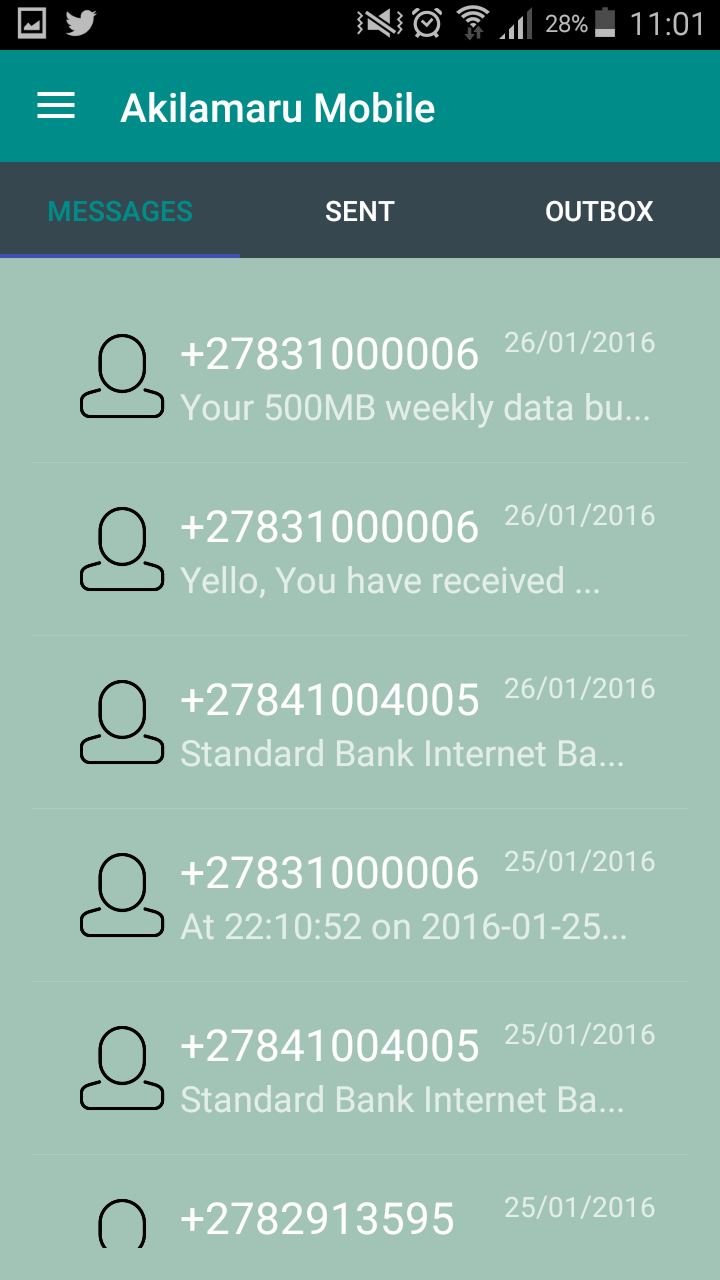 28% 11:01
Akilamaru Mobile
MESSAGES SENT OUTBOX
+27831000006 26/01/2016
Your 500MB weekly data bu...
+27831000006 26/01/2016
Yello, You have received ...
+27841004005 26/01/2016
Standard Bank Internet Ba...
+27831000006 25/01/2016
At 22:10:52 on 2016-01-25...
+27841004005 25/01/2016
Standard Bank Internet Ba...
+2782913595 25/01/2016